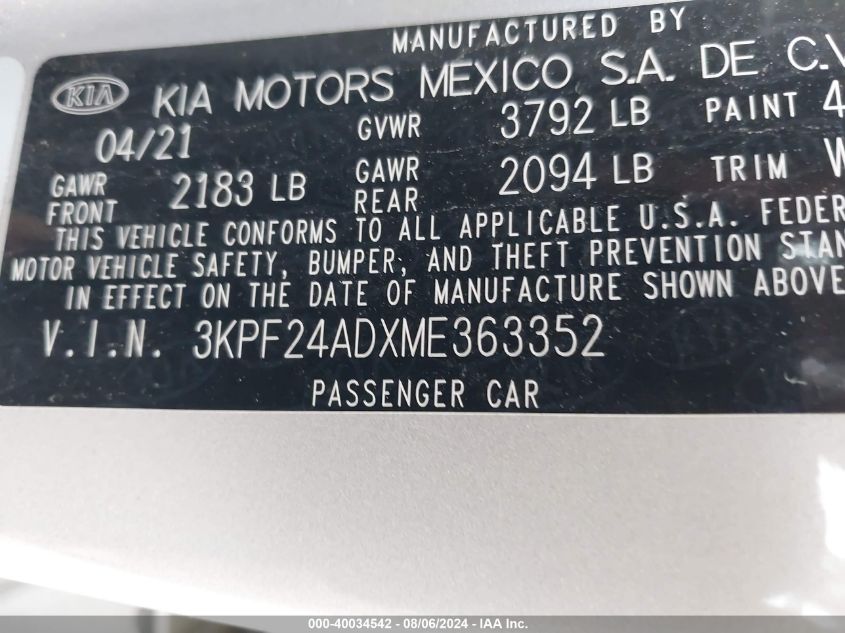 MANUFACTURED BY
KIA KIA MOTORS MEXICO S.A. DE C.V
04/21 GVWR 3792 LB PAINT 4
GAWR FRONT 2183 LB GAWR REAR 2094 LB TRIM W
THIS VEHICLE CONFORMS TO ALL APPLICABLE U.S.A. FEDER
MOTOR VEHICLE SAFETY, BUMPER, AND THEFT PREVENTION STAN
IN EFFECT ON THE DATE OF MANUFACTURE SHOWN ABOVE
V.I.N. 3KPF24ADXME363352
PASSENGER CAR
000-40034542 - 08/06/2024 - IAA Inc.